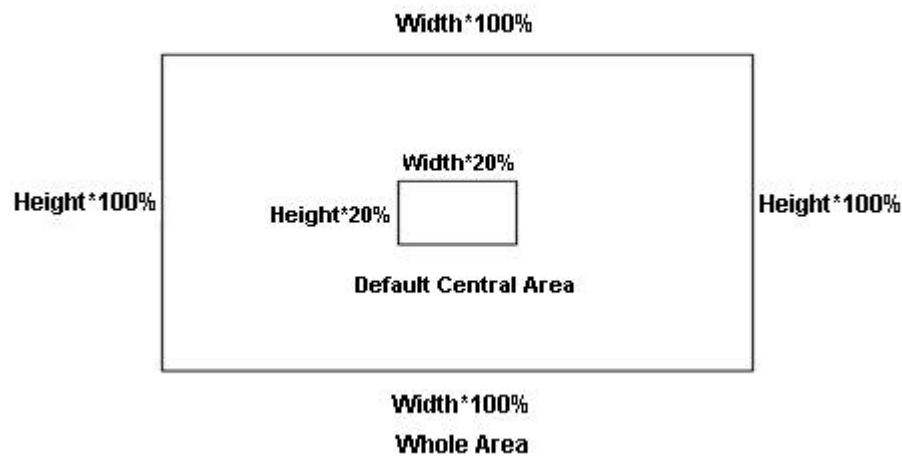 Width*100%
Width*20%
Height*100%
Height*20%
Height*100%
Default Central Area
Width*100%
Whole Area